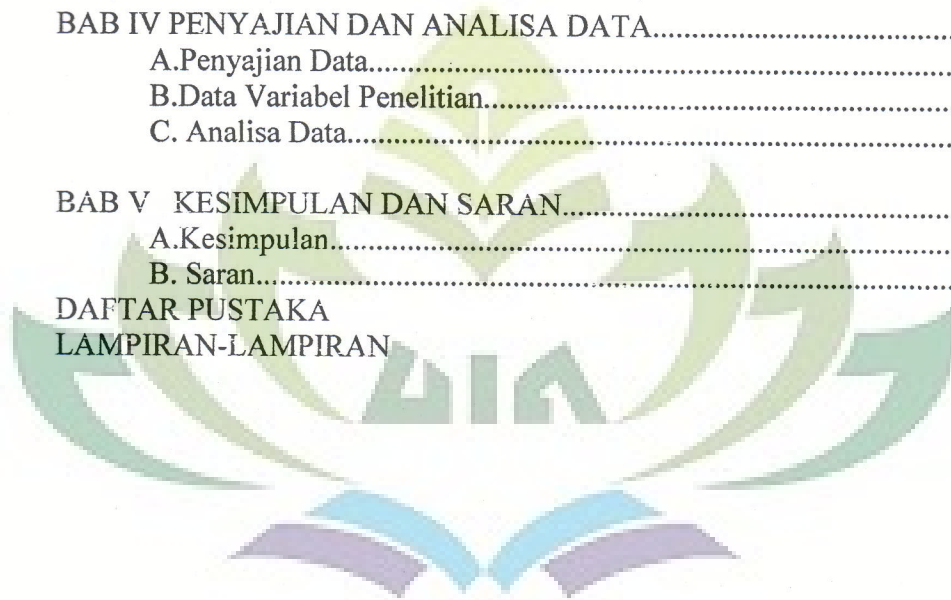 BAB IV PENYAJIAN DAN ANALISA DATA................................
A.Penyajian Data................................................................
B.Data Variabel Penelitian................................................
C. Analisa Data................................................................
BAB V KESIMPULAN DAN SARAN................................
A.Kesimpulan................................................................
B. Saran................................................................
DAFTAR PUSTAKA
LAMPIRAN-LAMPIRAN
UIN